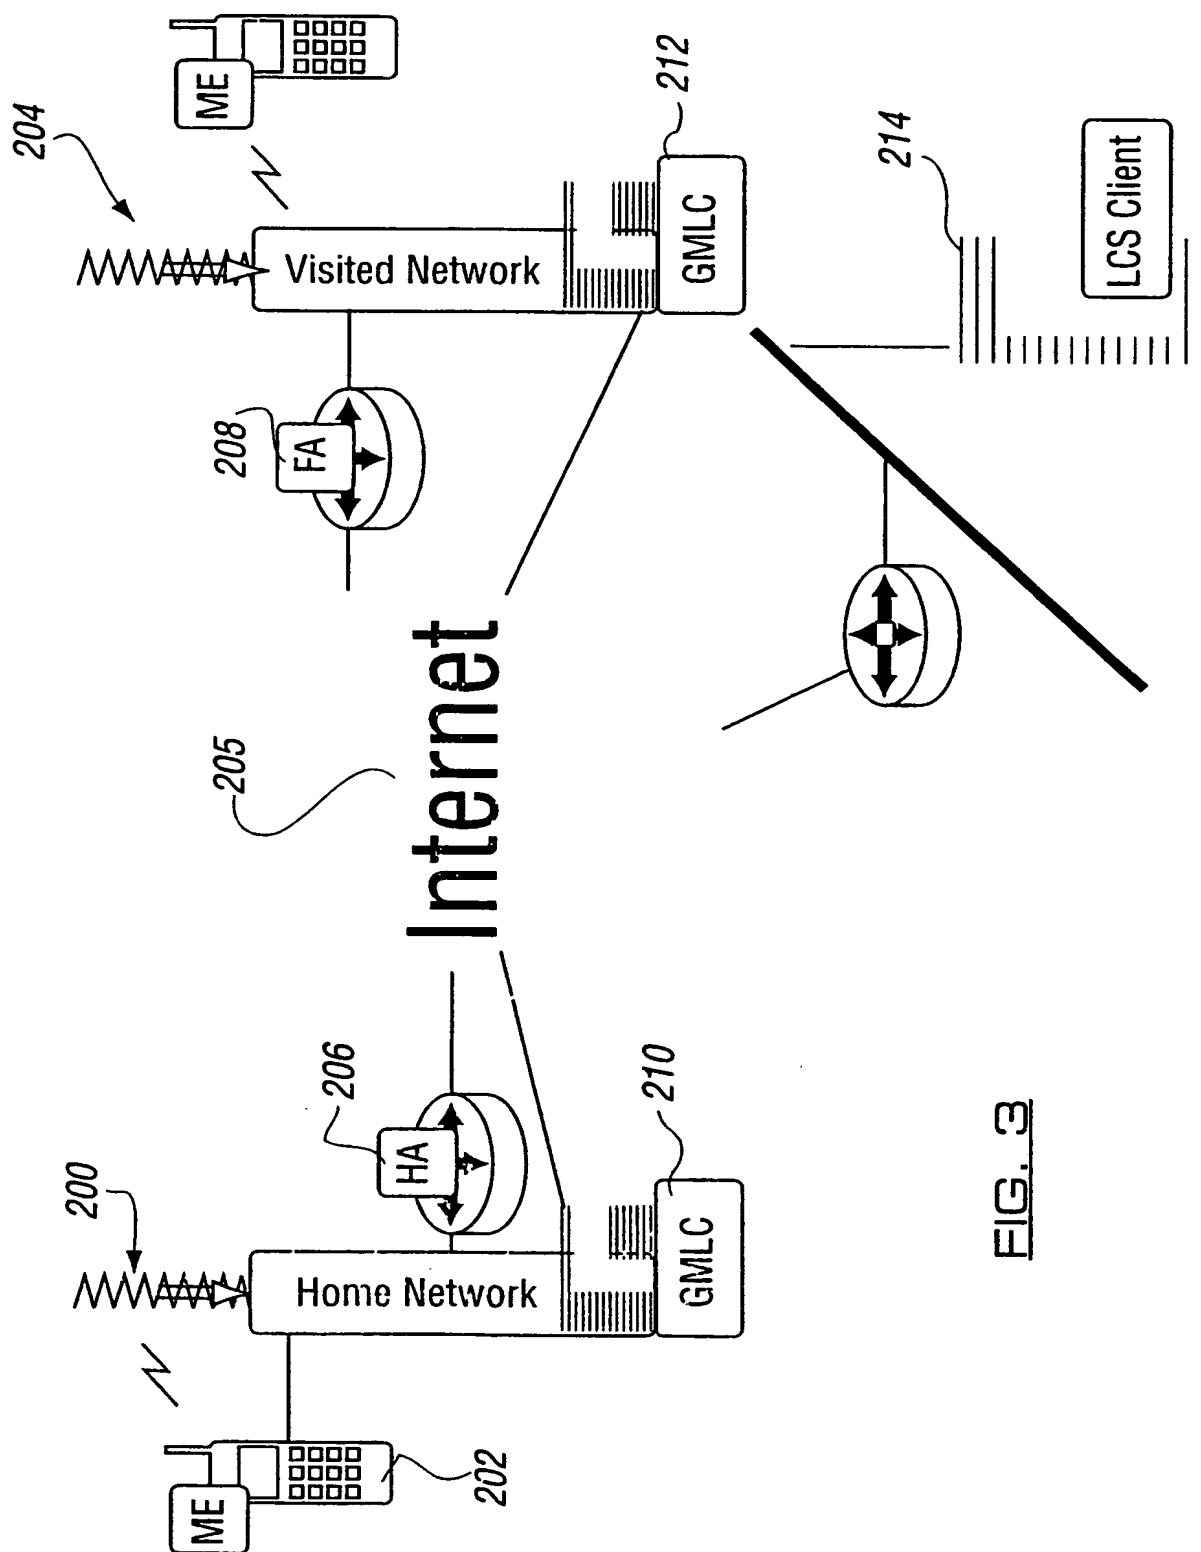 204
ME
Visited Network
212
GMLC
214
LCS Client
208
FA
205
Internet
206
HA
200
Home Network
210
GMLC
ME
202
FIG. 3